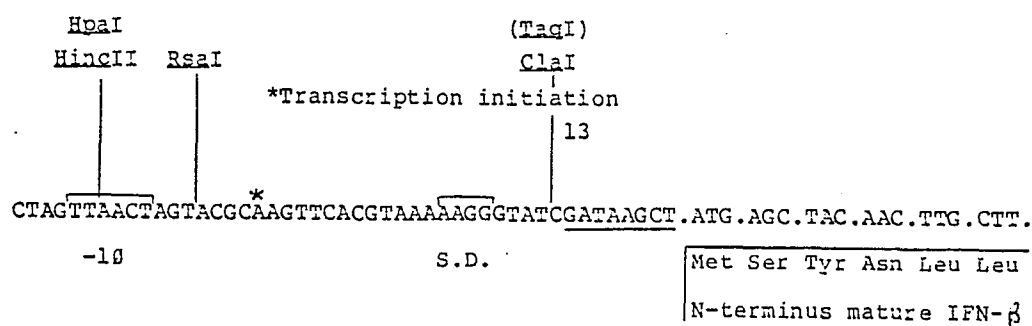 HpaI (TaqI)
HincII RsaI ClaI
*Transcription initiation
13
*
CTAGTTAACTAGTACGCAAGTTCACGTAAAAAGGGTATCGATAAGCT.ATG.AGC.TAC.AAC.TTG.CTT.
-10 S.D. Met Ser Tyr Asn Leu Leu
N-terminus mature IFN-β